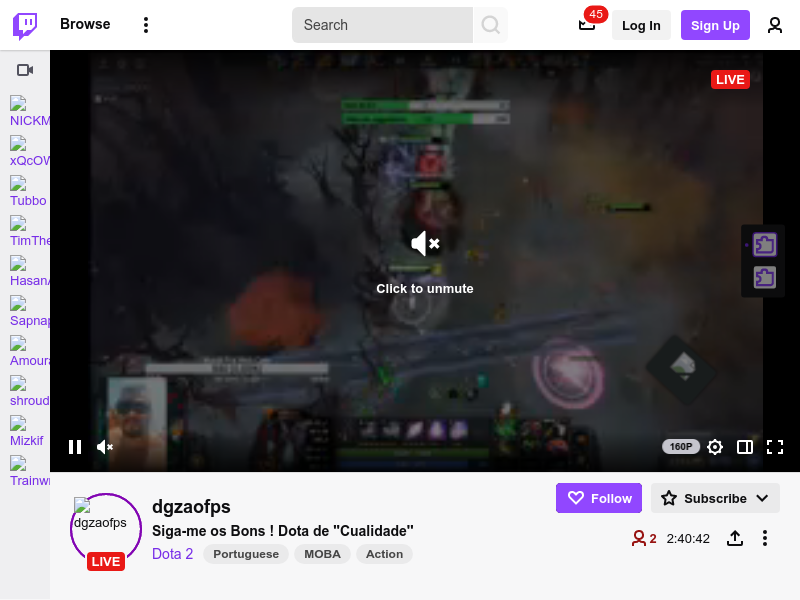 Browse
Search
45
Log In
Sign Up
NICKM
xQcOW
Tubbo
TimThe
HasanA
Sapnap
Amoura
shroud
Mizkif
Trainwr
LIVE
Click to unmute
160P
dgzaofps
LIVE
dgzaofps
Siga-me os Bons ! Dota de "Cualidade"
Dota 2
Portuguese
MOBA
Action
Follow
Subscribe
2
2:40:42